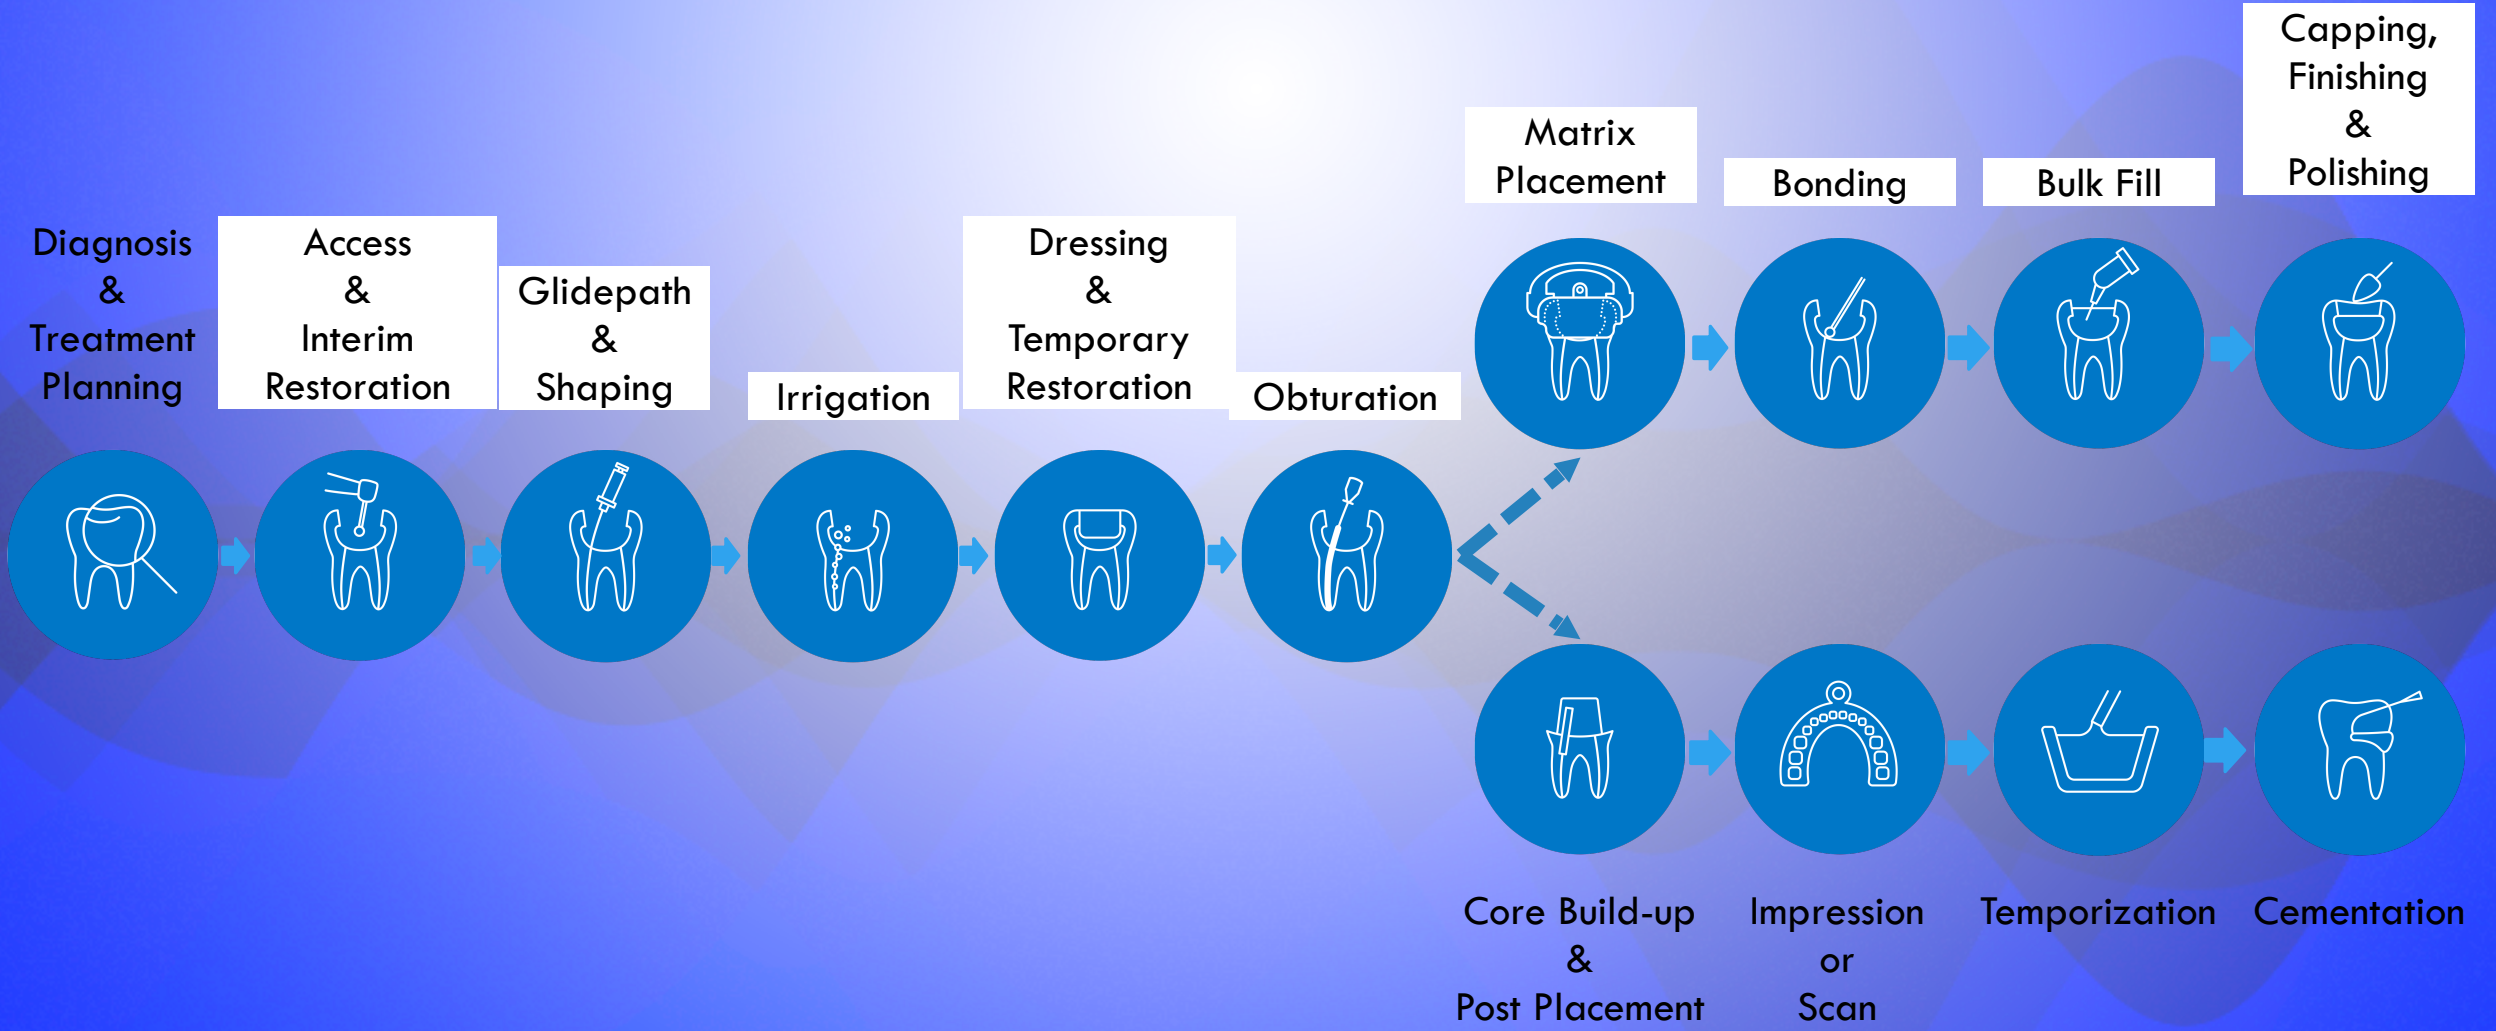 Diagnosis
&
Treatment
Planning
Access
&
Interim
Restoration
Glidepath
&
Shaping
Irrigation
Dressing
&
Temporary
Restoration
Obturation
Matrix
Placement
Bonding
Bulk Fill
Capping,
Finishing
&
Polishing
Core Build-up
&
Post Placement
Impression
or
Scan
Temporization
Cementation